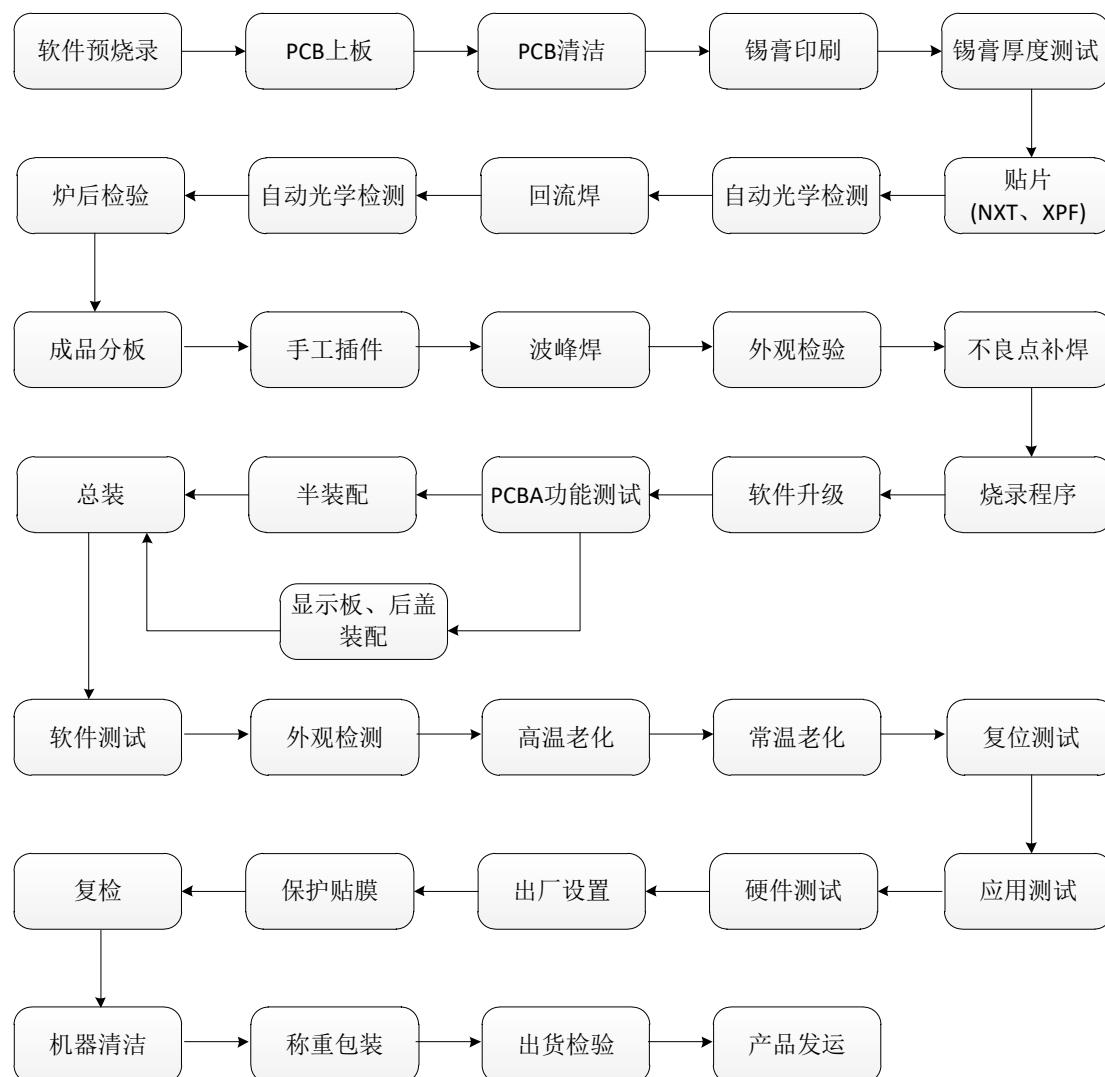 软件预烧录
PCB上板
PCB清洁
锡膏印刷
锡膏厚度测试
贴片
(NXT、XPF)
自动光学检测
回流焊
自动光学检测
炉后检验
成品分板
手工插件
波峰焊
外观检验
不良点补焊
烧录程序
软件升级
PCBA功能测试
半装配
总装
显示板、后盖
装配
软件测试
外观检测
高温老化
常温老化
复位测试
应用测试
硬件测试
出厂设置
保护贴膜
复检
机器清洁
称重包装
出货检验
产品发运